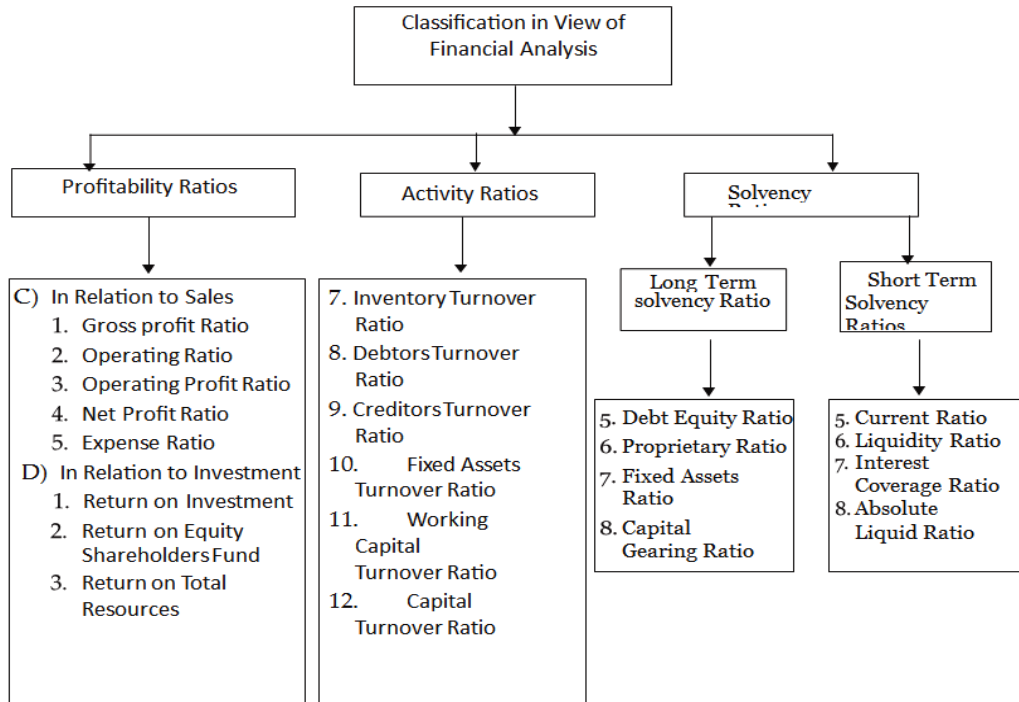 Classification in View of
Financial Analysis
Profitability Ratios
Activity Ratios
Solvency
C) In Relation to Sales
1. Gross profit Ratio
2. Operating Ratio
3. Operating Profit Ratio
4. Net Profit Ratio
5. Expense Ratio
D) In Relation to Investment
1. Return on Investment
2. Return on Equity
Shareholders Fund
3. Return on Total
Resources
7. Inventory Turnover
Ratio
8. Debtors Turnover
Ratio
9. Creditors Turnover
Ratio
10. Fixed Assets
Turnover Ratio
11. Working
Capital
Turnover Ratio
12. Capital
Turnover Ratio
Long Term
solvency Ratio
5. Debt Equity Ratio
6. Proprietary Ratio
7. Fixed Assets
Ratio
8. Capital
Gearing Ratio
Short Term
Solvency
Ratios
5. Current Ratio
6. Liquidity Ratio
7. Interest
Coverage Ratio
8. Absolute
Liquid Ratio